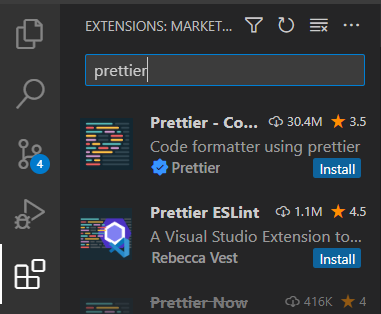 EXTENSIONS: MARKET...
prettier
4
Prettier - Co... 30.4M ★ 3.5
Code formatter using prettier
Prettier Install
Prettier ESLint 1.1M ★ 4.5
A Visual Studio Extension to...
Rebecca Vest Install
Prettier Now 416K ★ 4